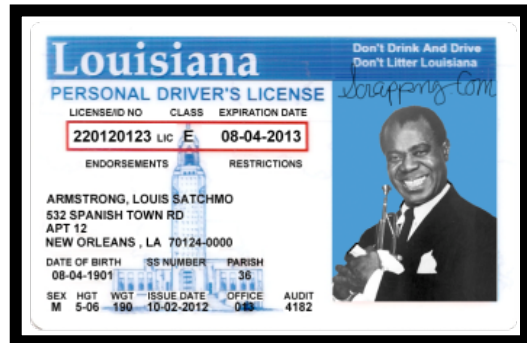 Louisiana
Don't Drink And Drive
Don't Litter Louisiana
PERSONAL DRIVER'S LICENSE
Scrapping.Com
LICENSE/ID NO CLASS EXPIRATION DATE
220120123 LIC E 08-04-2013
ENDORSEMENTS RESTRICTIONS
ARMSTRONG, LOUIS SATCHMO
532 SPANISH TOWN RD
APT 12
NEW ORLEANS , LA 70124-0000
DATE OF BIRTH SS NUMBER PARISH
08-04-1901 36
SEX HGT WGT ISSUE DATE OFFICE AUDIT
M 5-06 190 10-02-2012 013 4182